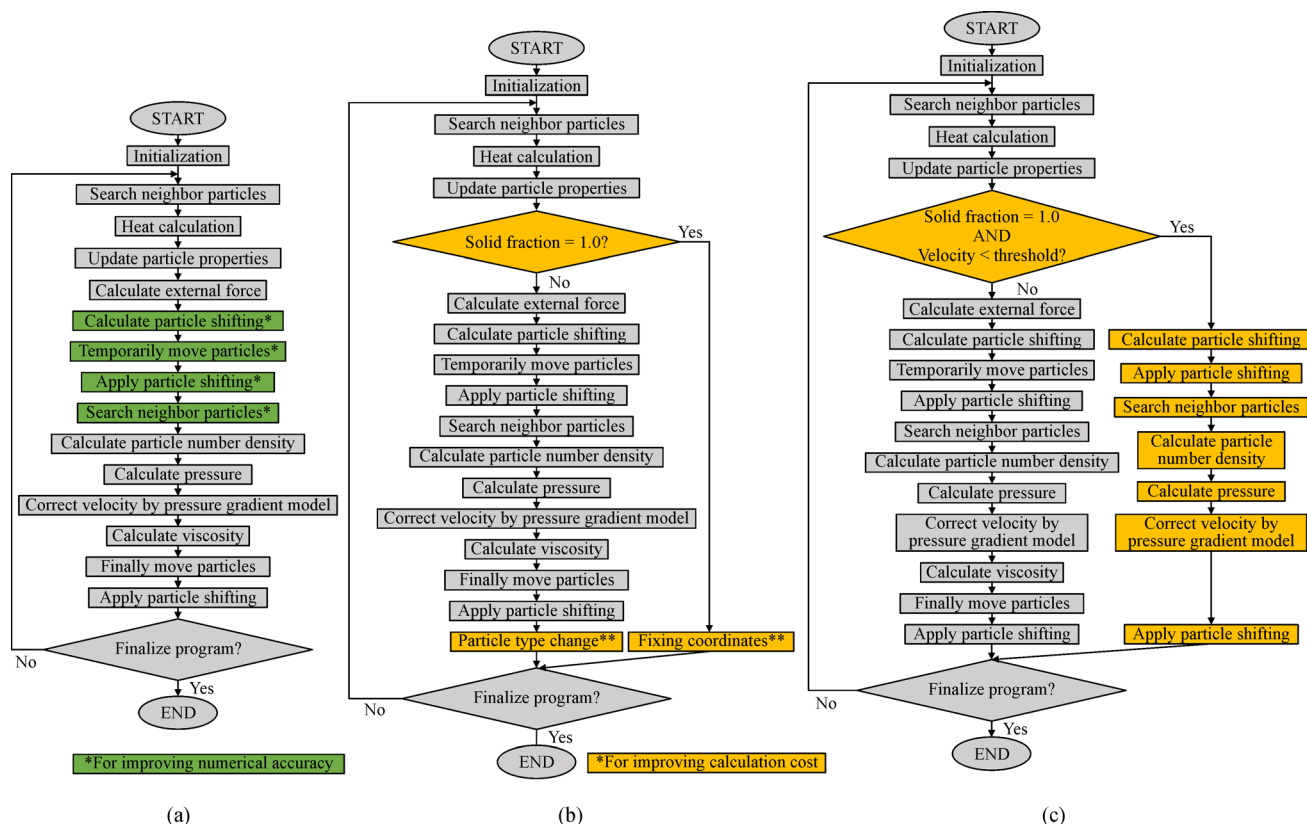 START
Initialization
Search neighbor particles
Heat calculation
Update particle properties
Calculate external force
Calculate particle shifting*
Temporarily move particles*
Apply particle shifting*
Search neighbor particles*
Calculate particle number density
Calculate pressure
Correct velocity by pressure gradient model
Calculate viscosity
Finally move particles
Apply particle shifting
Finalize program?
No
Yes
END
*For improving numerical accuracy
(a)
START
Initialization
Search neighbor particles
Heat calculation
Update particle properties
Solid fraction = 1.0?
Yes
No
Calculate external force
Calculate particle shifting
Temporarily move particles
Apply particle shifting
Search neighbor particles
Calculate particle number density
Calculate pressure
Correct velocity by pressure gradient model
Calculate viscosity
Finally move particles
Apply particle shifting
Particle type change**
Fixing coordinates**
Finalize program?
No
Yes
END
*For improving calculation cost
(b)
START
Initialization
Search neighbor particles
Heat calculation
Update particle properties
Solid fraction = 1.0
AND
Velocity < threshold?
Yes
No
Calculate external force
Calculate particle shifting
Temporarily move particles
Apply particle shifting
Search neighbor particles
Calculate particle number density
Calculate pressure
Correct velocity by
pressure gradient model
Calculate viscosity
Finally move particles
Apply particle shifting
Calculate particle shifting
Apply particle shifting
Search neighbor particles
Calculate particle
number density
Calculate pressure
Correct velocity by
pressure gradient model
Apply particle shifting
Finalize program?
No
Yes
END
(c)